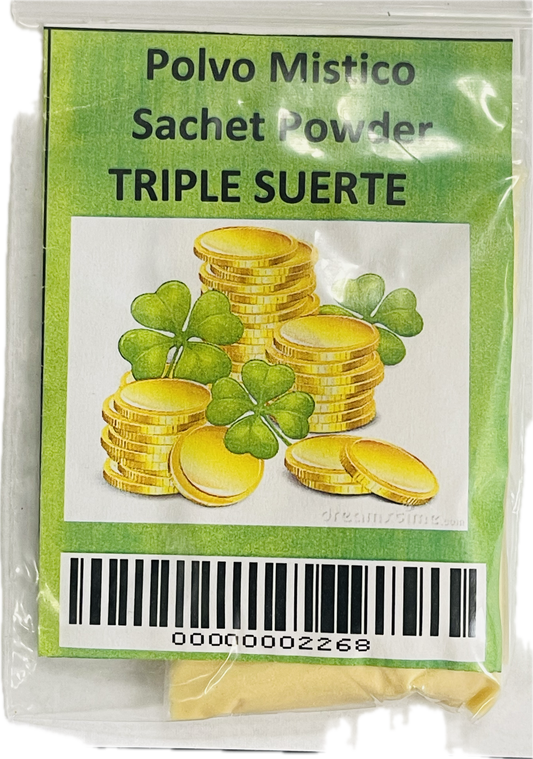 Polvo Mistico
Sachet Powder
TRIPLE SUERTE
dreamstime.com
00000002268